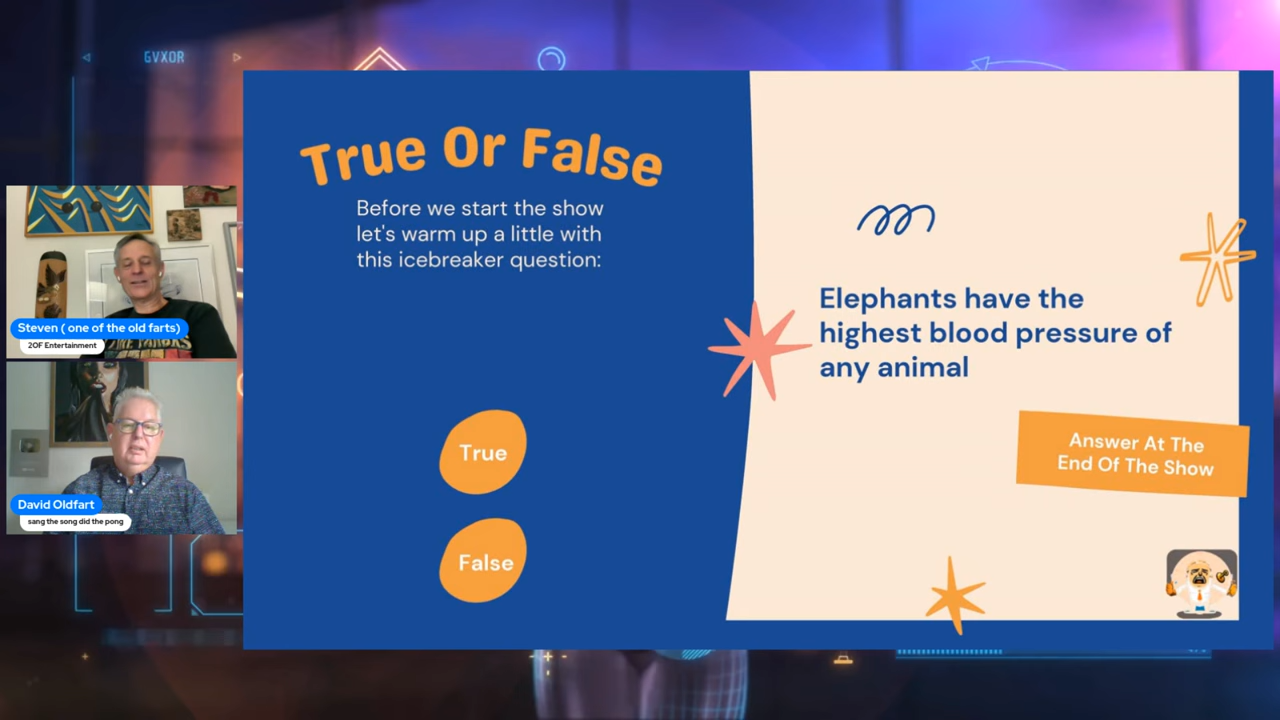 GVXOR
True Or False
Before we start the show
let's warm up a little with
this icebreaker question:
True
False
Elephants have the
highest blood pressure of
any animal
Answer At The
End Of The Show
Steven ( one of the old farts)
2OF Entertainment
David Oldfart
sang the song did the pong